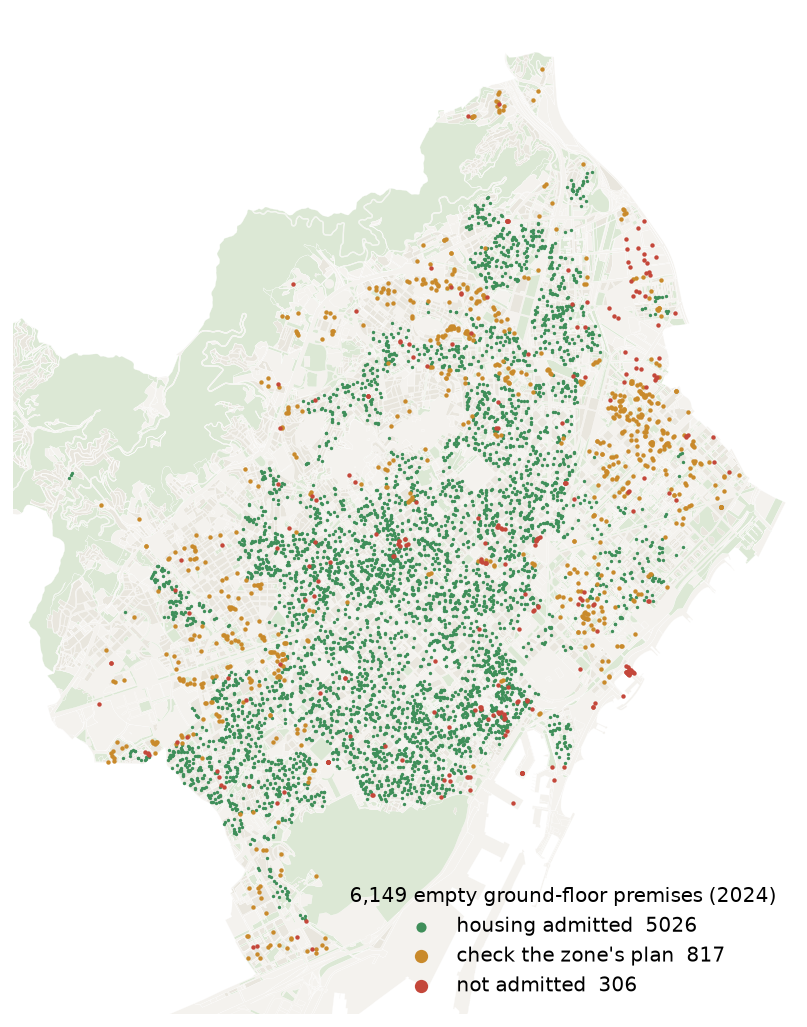 6,149 empty ground-floor premises (2024)
housing admitted 5026
check the zone's plan 817
not admitted 306